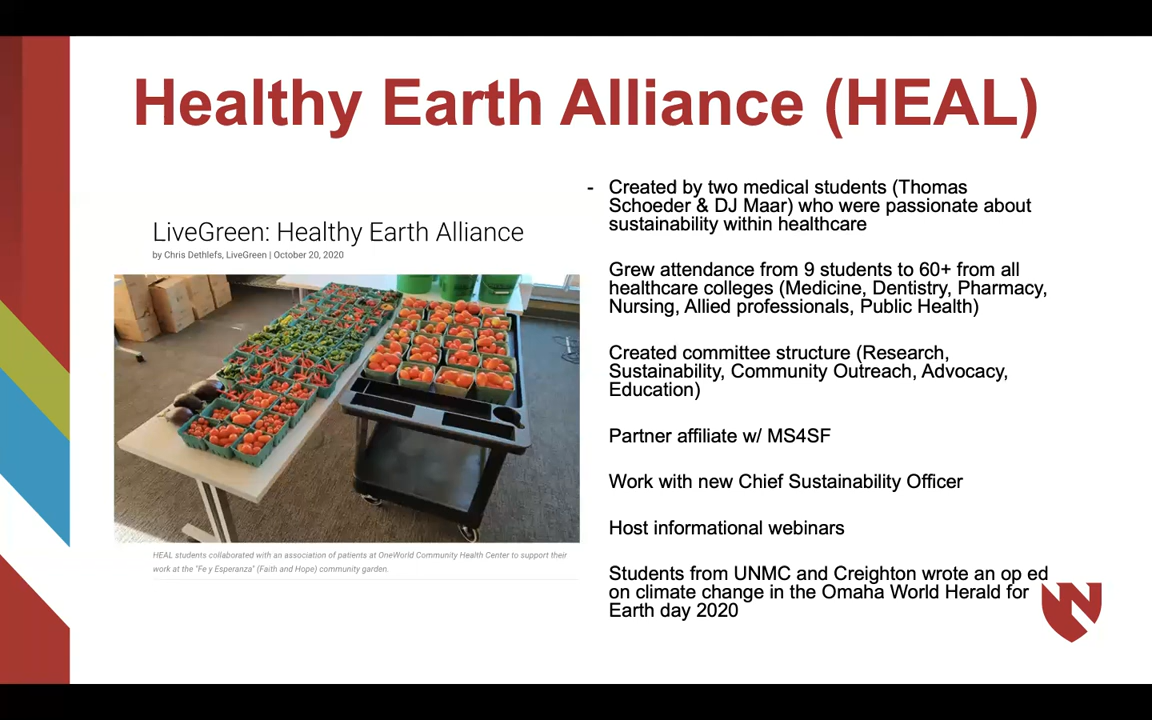 Healthy Earth Alliance (HEAL)
LiveGreen: Healthy Earth Alliance
by Chris Dethlefs, LiveGreen | October 20, 2020
HEAL students collaborated with an association of patients at OneWorld Community Health Center to support their
work at the "Fe y Esperanza" (Faith and Hope) community garden.
- Created by two medical students (Thomas
Schoeder & DJ Maar) who were passionate about
sustainability within healthcare
Grew attendance from 9 students to 60+ from all
healthcare colleges (Medicine, Dentistry, Pharmacy,
Nursing, Allied professionals, Public Health)
Created committee structure (Research,
Sustainability, Community Outreach, Advocacy,
Education)
Partner affiliate w/ MS4SF
Work with new Chief Sustainability Officer
Host informational webinars
Students from UNMC and Creighton wrote an op ed
on climate change in the Omaha World Herald for
Earth day 2020
N